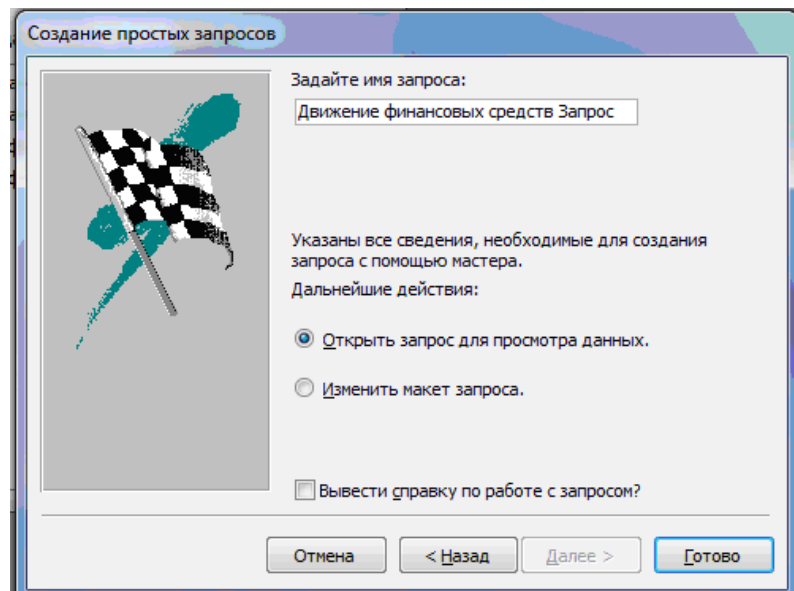 Создание простых запросов
Задайте имя запроса:
Движение финансовых средств Запрос
Указаны все сведения, необходимые для создания
запроса с помощью мастера.
Дальнейшие действия:
Открыть запрос для просмотра данных.
Изменить макет запроса.
Вывести справку по работе с запросом?
Отмена
< Назад
Далее >
Готово